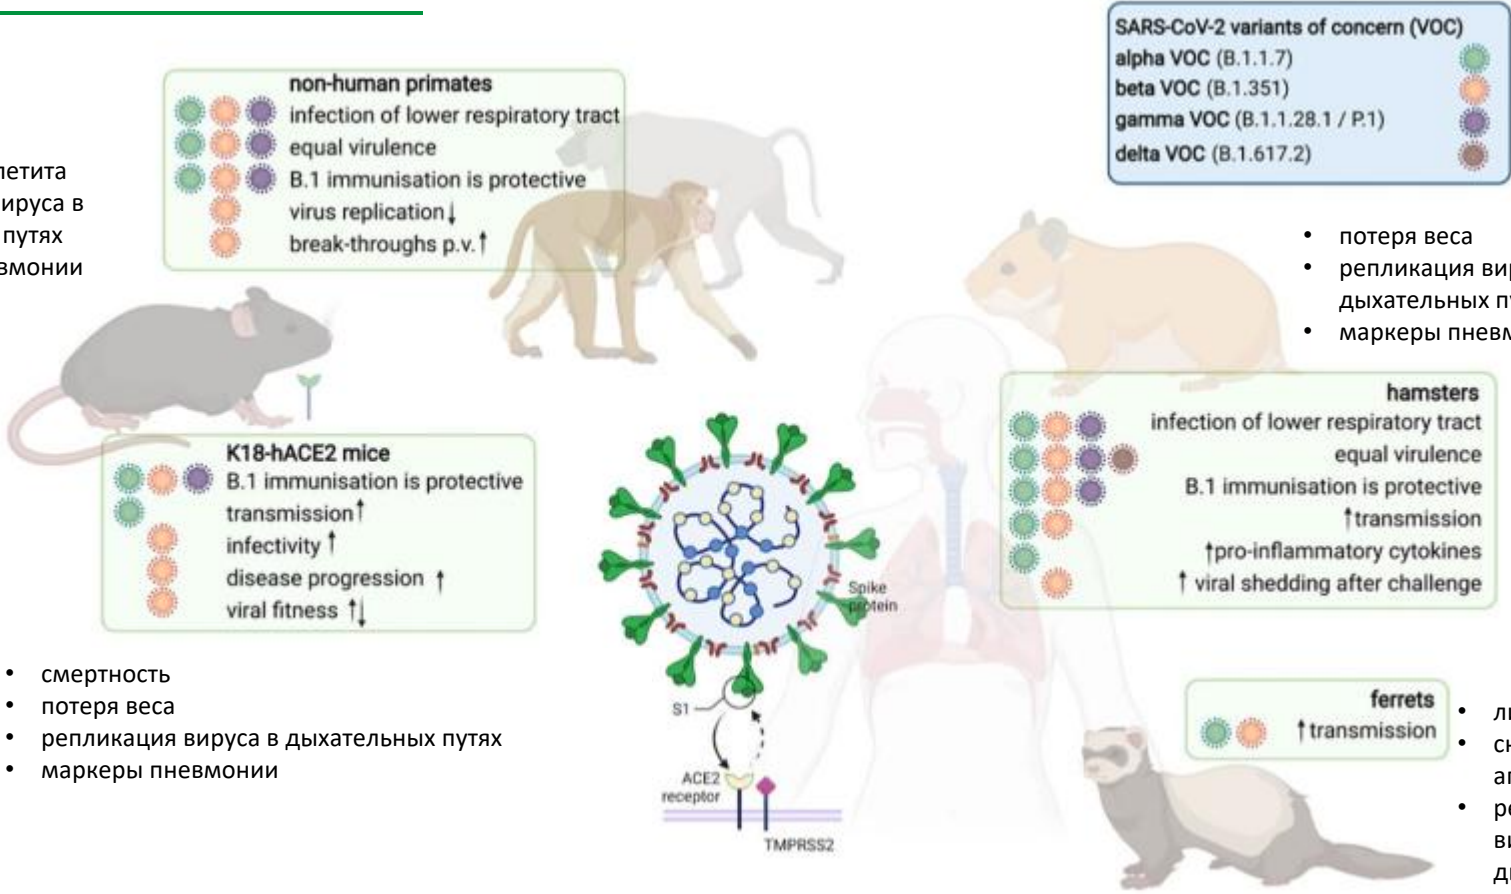 SARS-CoV-2 variants of concern (VOC)
alpha VOC (B.1.1.7)
beta VOC (B.1.351)
gamma VOC (B.1.1.28.1 / P.1)
delta VOC (B.1.617.2)
non-human primates
infection of lower respiratory tract
equal virulence
B.1 immunisation is protective
virus replication↓
break-throughs p.v.↑
петита
ируса в
путях
вмонии
• потеря веса
• репликация вир
дыхательных п
• маркеры пневм
hamsters
infection of lower respiratory tract
equal virulence
B.1 immunisation is protective
↑transmission
↑pro-inflammatory cytokines
↑ viral shedding after challenge
K18-hACE2 mice
B.1 immunisation is protective
transmission↑
infectivity ↑
disease progression ↑
viral fitness ↑↓
• смертность
• потеря веса
• репликация вируса в дыхательных путях
• маркеры пневмонии
Spike
protein
S1
ACE2
receptor
TMPRSS2
ferrets
↑transmission
• ли
• сн
ап
• ре
ви